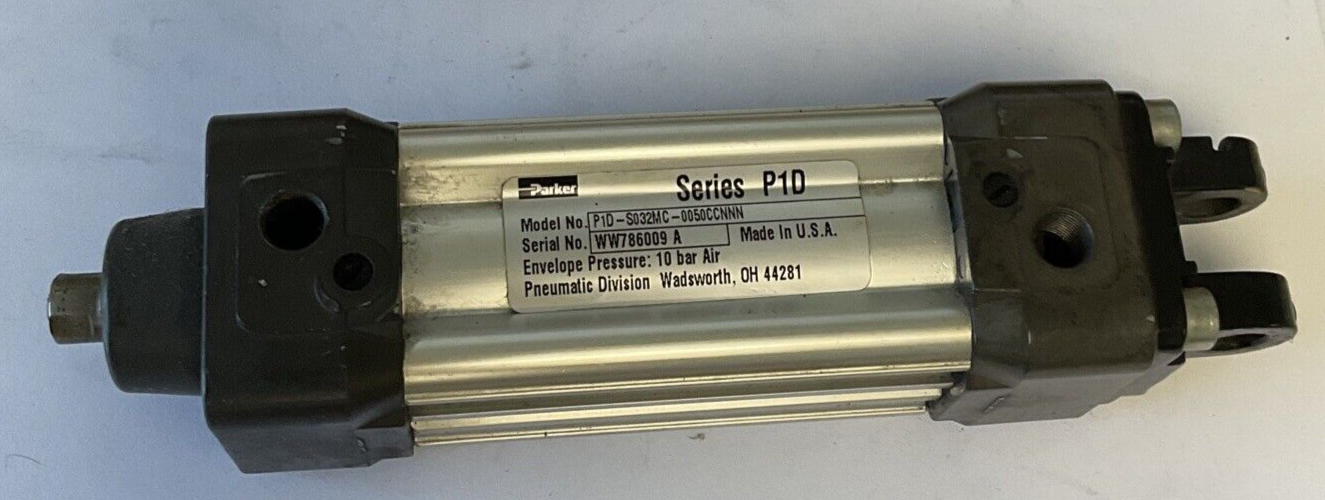 Parker Series P1D
Model No. P1D-S032MC-0050CCNNN
Serial No. WW786009 A Made In U.S.A.
Envelope Pressure: 10 bar Air
Pneumatic Division Wadsworth, OH 44281